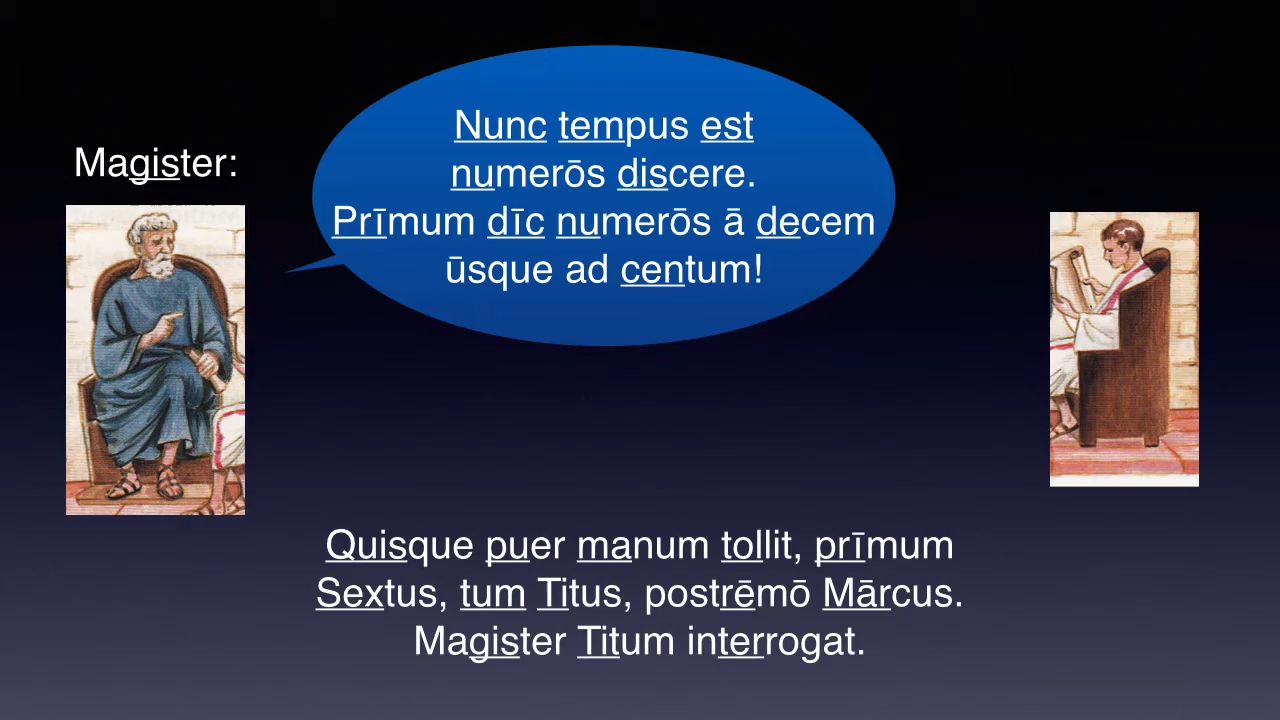 Magister:
Nunc tempus est
numerōs discere.
Prīmum dīc numerōs ā decem
ūsque ad centum!
Quisque puer manum tollit, prīmum
Sextus, tum Titus, postrēmō Mārcus.
Magister Titum interrogat.